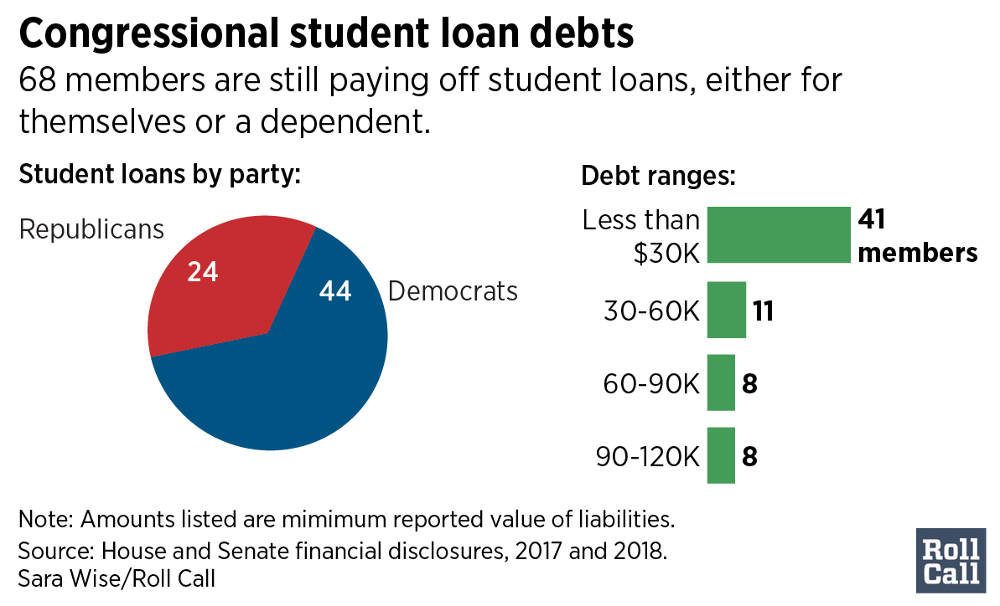 Congressional student loan debts
68 members are still paying off student loans, either for
themselves or a dependent.
Student loans by party:
Republicans
24
44
Democrats
Debt ranges:
Less than
$30K
41
members
30-60K
11
60-90K
8
90-120K
8
Note: Amounts listed are mimimum reported value of liabilities.
Source: House and Senate financial disclosures, 2017 and 2018.
Sara Wise/Roll Call
Roll
Call